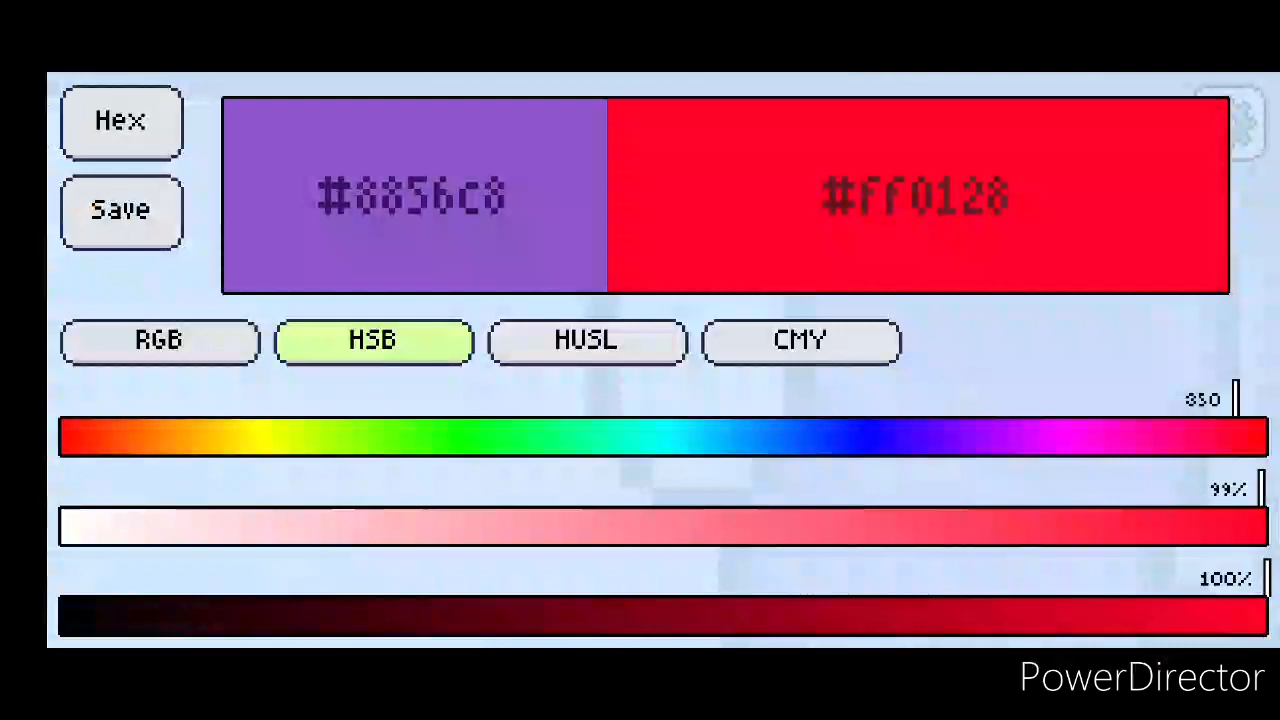 Hex
Save
#8856c8
#ff0128
RGB
HSB
HUSL
CMY
350
99%
100%
PowerDirector